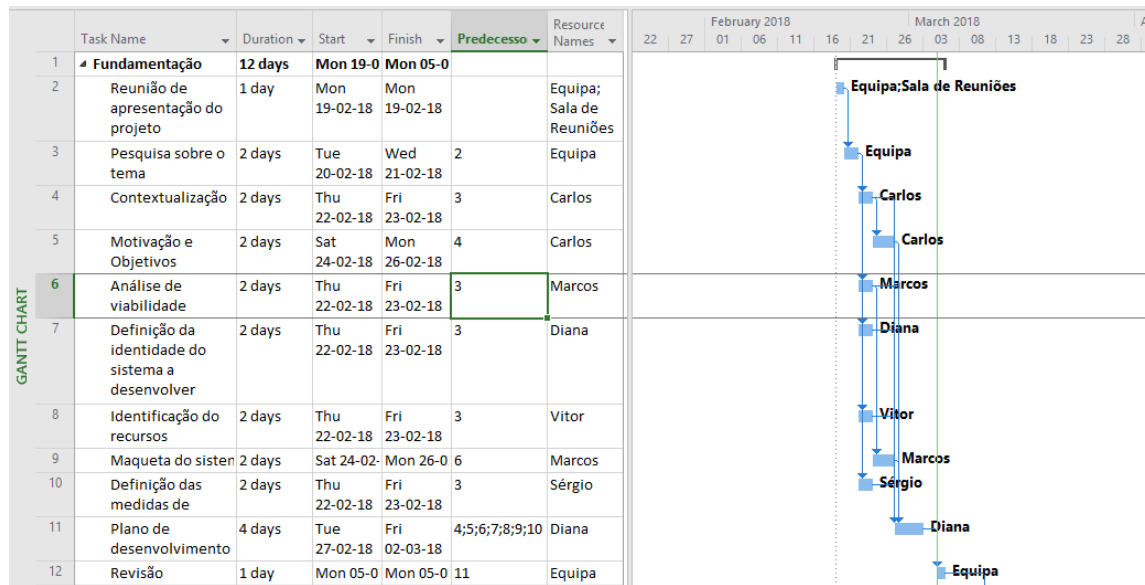 Task Name Duration Start Finish Predecesso Resource Names
February 2018 March 2018
22 27 01 06 11 16 21 26 03 08 13 18 23 28
GANTT CHART
1 Fundamentação 12 days Mon 19-0 Mon 05-0
2 Reunião de 1 day Mon Mon Equipa;
apresentação do 19-02-18 19-02-18 Sala de
projeto Reuniões
Equipa;Sala de Reuniões
3 Pesquisa sobre o 2 days Tue Wed 2 Equipa
tema 20-02-18 21-02-18
Equipa
4 Contextualização 2 days Thu Fri 3 Carlos
22-02-18 23-02-18
Carlos
5 Motivação e 2 days Sat Mon 4 Carlos
Objetivos 24-02-18 26-02-18
Carlos
6 Análise de 2 days Thu Fri 3 Marcos
viabilidade 22-02-18 23-02-18
Marcos
7 Definição da 2 days Thu Fri 3 Diana
identidade do 22-02-18 23-02-18
sistema a
desenvolver
Diana
8 Identificação do 2 days Thu Fri 3 Vitor
recursos 22-02-18 23-02-18
Vitor
9 Maqueta do sisten 2 days Sat 24-02- Mon 26-0 6 Marcos
Marcos
10 Definição das 2 days Thu Fri 3 Sérgio
medidas de 22-02-18 23-02-18
Sérgio
11 Plano de 4 days Tue Fri 4;5;6;7;8;9;10 Diana
desenvolvimento 27-02-18 02-03-18
Diana
12 Revisão 1 day Mon 05-0 Mon 05-0 11 Equipa
Equipa